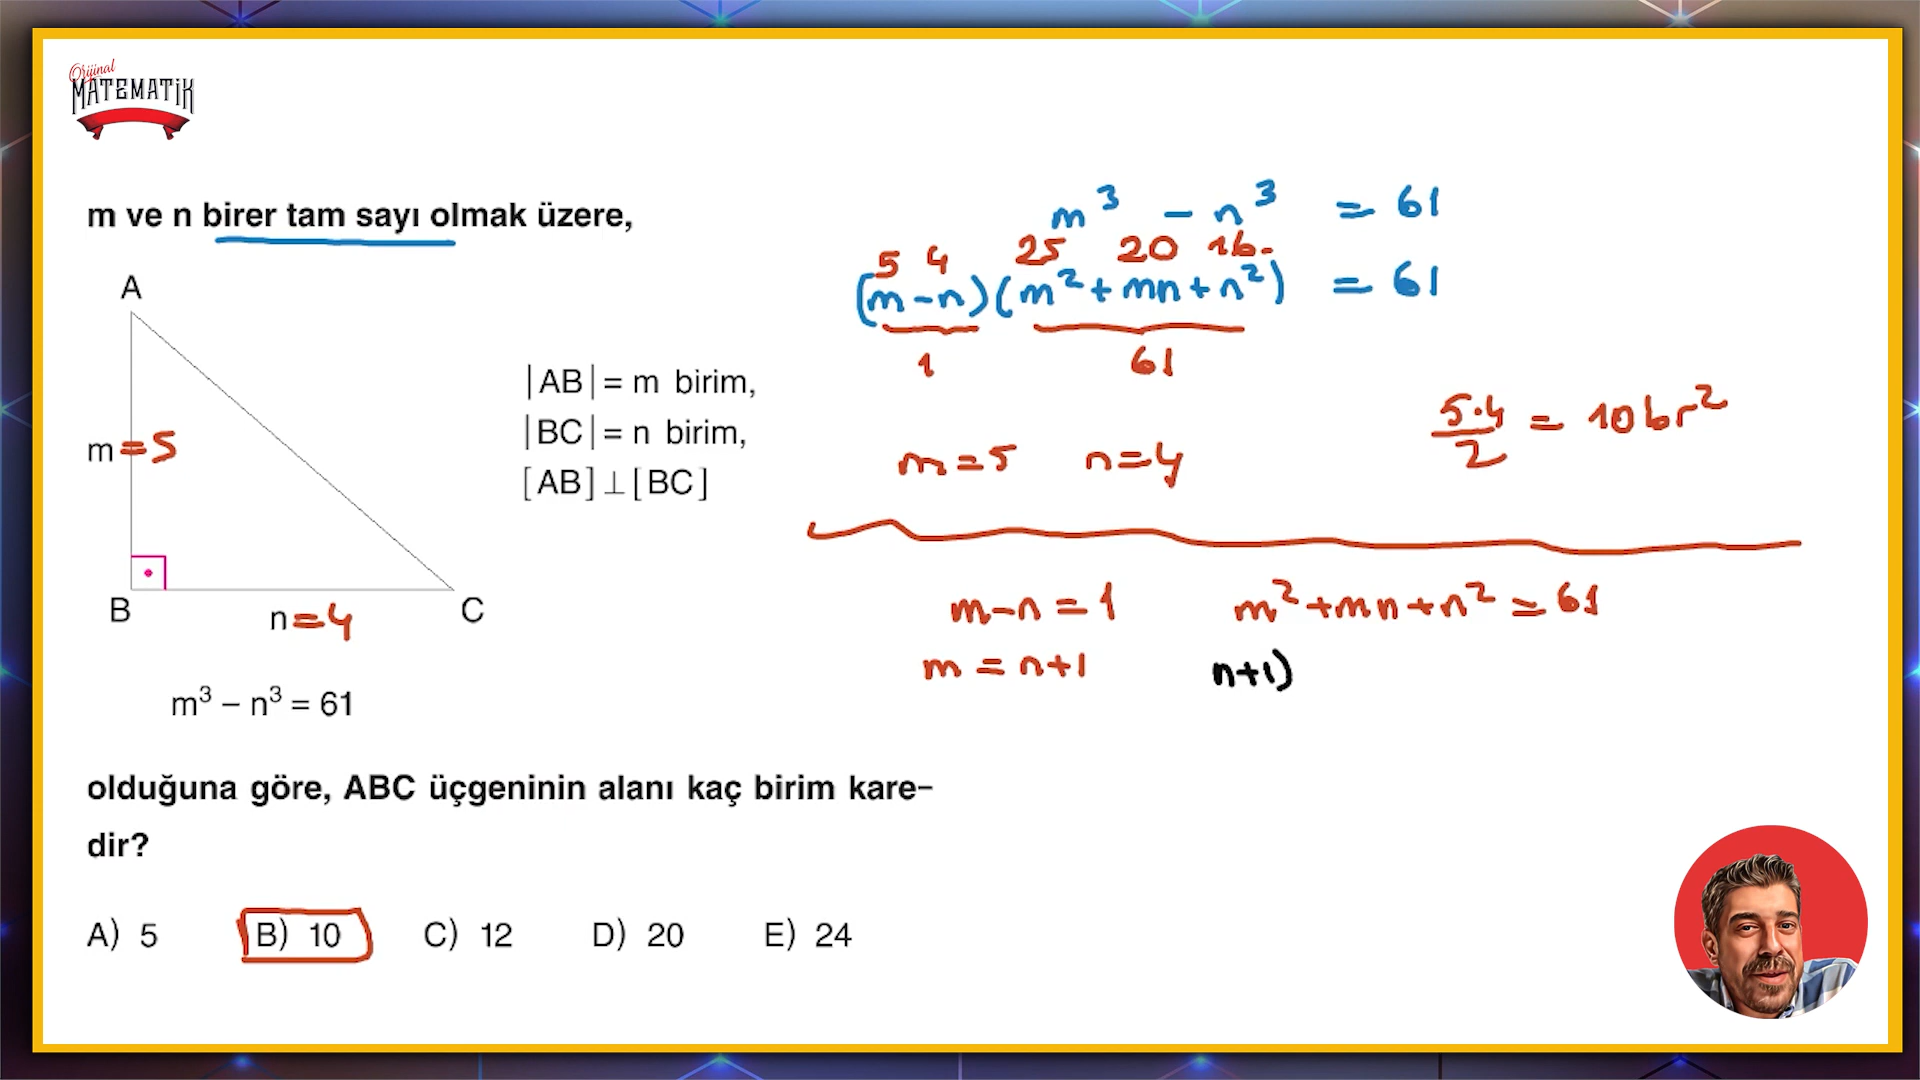 Orijinal
MATEMATİK
m ve n birer tam sayı olmak üzere,
A
m =5
B
n =4
C
|AB| = m birim,
|BC| = n birim,
[AB] ⊥ [BC]
m³ – n³ = 61
olduğuna göre, ABC üçgeninin alanı kaç birim kare-
dir?
A) 5 B) 10 C) 12 D) 20 E) 24
m³ - n³ = 61
5 4 25 20 16.
(m-n)(m²+mn+n²) = 61
1 61
m=5 n=4
5.4/2 = 10br²
m-n=1 m²+mn+n²=61
m = n+1 n+1)